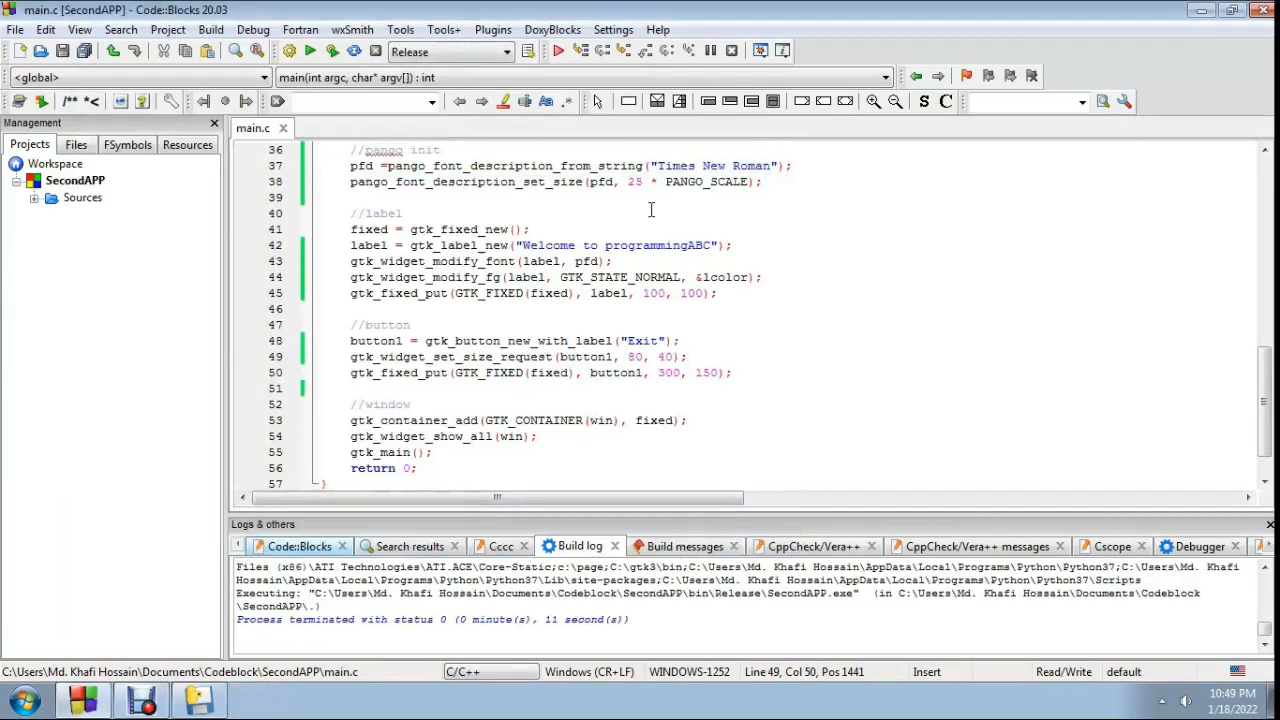 main.c [SecondAPP] - Code::Blocks 20.03
File Edit View Search Project Build Debug Fortran wxSmith Tools Tools+ Plugins DoxyBlocks Settings Help
Release
<global> main(int argc, char* argv[]) : int
/** *< S C
Management
main.c
Projects Files FSymbols Resources
Workspace
SecondAPP
Sources
36 //pango init
37 pfd =pango_font_description_from_string("Times New Roman");
38 pango_font_description_set_size(pfd, 25 * PANGO_SCALE);
39
40 //label
41 fixed = gtk_fixed_new();
42 label = gtk_label_new("Welcome to programmingABC");
43 gtk_widget_modify_font(label, pfd);
44 gtk_widget_modify_fg(label, GTK_STATE_NORMAL, &lcolor);
45 gtk_fixed_put(GTK_FIXED(fixed), label, 100, 100);
46
47 //button
48 button1 = gtk_button_new_with_label("Exit");
49 gtk_widget_set_size_request(button1, 80, 40);
50 gtk_fixed_put(GTK_FIXED(fixed), button1, 300, 150);
51
52 //window
53 gtk_container_add(GTK_CONTAINER(win), fixed);
54 gtk_widget_show_all(win);
55 gtk_main();
56 return 0;
57 }
Logs & others
Code::Blocks Search results Cccc Build log Build messages CppCheck/Vera++ CppCheck/Vera++ messages Cscope Debugger
Files (x86)\ATI Technologies\ATI.ACE\Core-Static;c:\page;C:\gtk3\bin;C:\Users\Md. Khafi Hossain\AppData\Local\Programs\Python\Python37;C:\Users\Md. Khafi
Hossain\AppData\Local\Programs\Python\Python37\Lib\site-packages;C:\Users\Md. Khafi Hossain\AppData\Local\Programs\Python\Python37\Scripts
Executing: "C:\Users\Md. Khafi Hossain\Documents\Codeblock\SecondAPP\bin\Release\SecondAPP.exe" (in C:\Users\Md. Khafi Hossain\Documents\Codeblock
\SecondAPP\.)
Process terminated with status 0 (0 minute(s), 11 second(s))
C:\Users\Md. Khafi Hossain\Documents\Codeblock\SecondAPP\main.c C/C++ Windows (CR+LF) WINDOWS-1252 Line 49, Col 50, Pos 1441 Insert Read/Write default
10:49 PM
1/18/2022